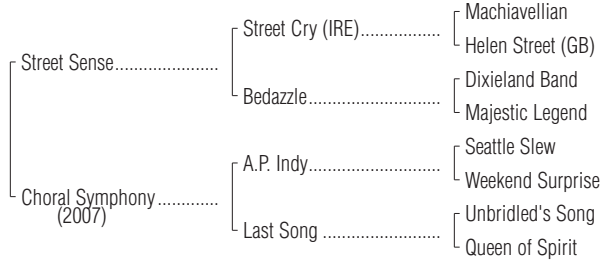 Machiavellian
Street Cry (IRE)..................
Helen Street (GB)
Street Sense.......................
Dixieland Band
Bedazzle..............................
Majestic Legend
Seattle Slew
A.P. Indy..............................
Weekend Surprise
Choral Symphony.............
(2007)
Unbridled's Song
Last Song ...........................
Queen of Spirit